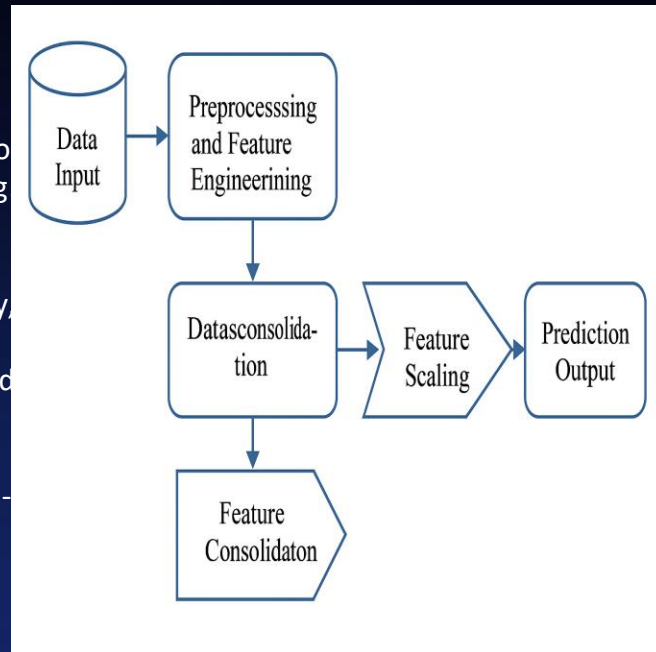 Data
Input
Preprocesssing
and Feature
Engineerining
Datasconsolida-
tion
Feature
Scaling
Prediction
Output
Feature
Consolidaton